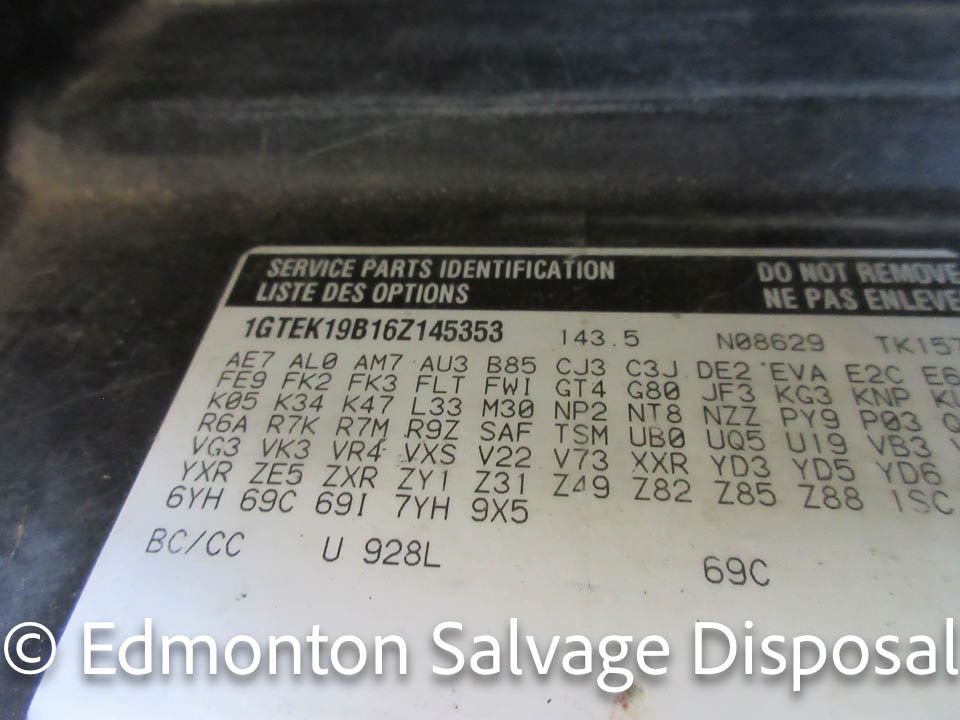 SERVICE PARTS IDENTIFICATION DO NOT REMOVE
LISTE DES OPTIONS NE PAS ENLEVE
1GTEK19B16Z145353 143.5 N08629 TK157
AE7 AL0 AM7 AU3 B85 CJ3 C3J DE2 EVA E2C E6
FE9 FK2 FK3 FLT FWI GT4 G80 JF3 KG3 KNP
K05 K34 K47 L33 M30 NP2 NT8 NZZ PY9 P03
R6A R7K R7M R9Z SAF TSM UB0 UQ5 U19 VB3
VG3 VK3 VR4 VXS V22 V73 XXR YD3 YD5 YD6
YXR ZE5 ZXR ZY1 Z31 Z49 Z82 Z85 Z88 1SC
6YH 69C 69I 7YH 9X5
BC/CC U 928L 69C
© Edmonton Salvage Disposal